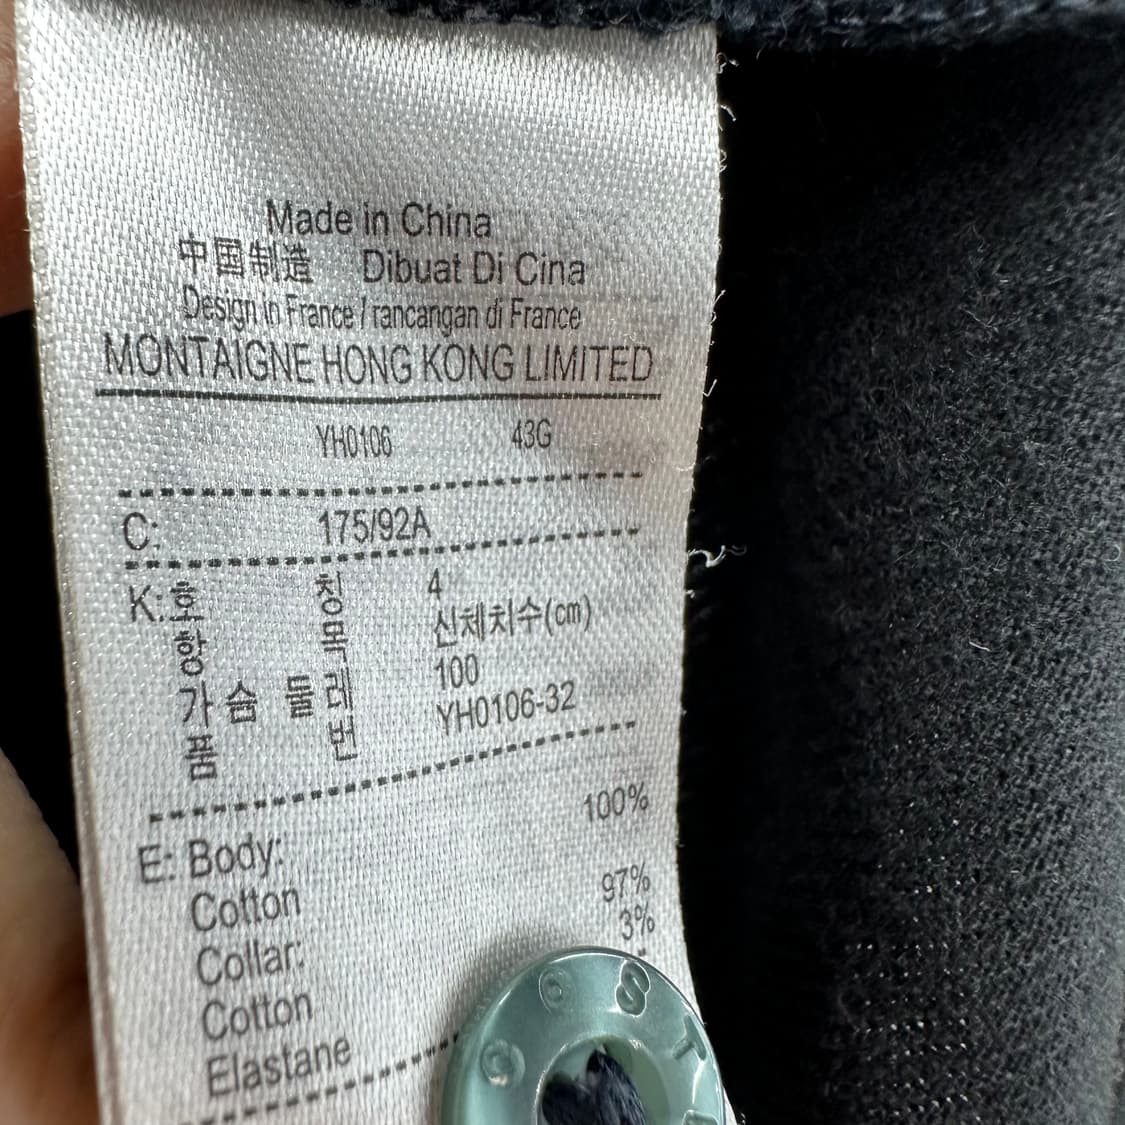 Made in China
中国制造 Dibuat Di Cina
Design in France / rancangan di France
MONTAIGNE HONG KONG LIMITED
YH0106 43G
C: 175/92A
K: 호칭 4
항목 신체치수(cm)
가슴둘레 100
품번 YH0106-32
E: Body:
Cotton 100%
Collar:
Cotton 97%
Elastane 3%
C O S T